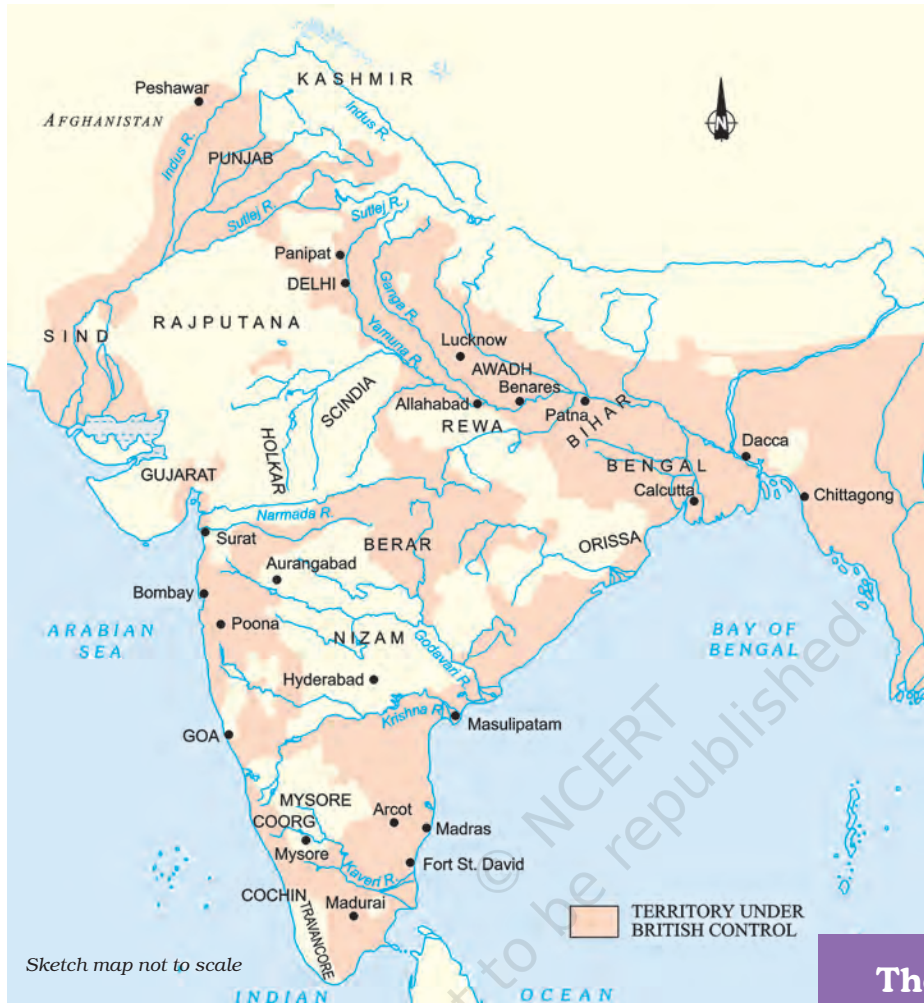 KASHMIR
Peshawar
AFGHANISTAN
Indus R.
Indus R.
N
PUNJAB
Sutlej R.
Sutlej R.
Panipat
DELHI
Ganga R.
Yamuna R.
RAJPUTANA
SIND
Lucknow
AWADH
Benares
Allahabad
Patna
BIHAR
REWA
SCINDIA
HOLKAR
Dacca
BENGAL
Calcutta
Chittagong
GUJARAT
Narmada R.
Surat
BERAR
ORISSA
Aurangabad
Bombay
Poona
ARABIAN
SEA
NIZAM
Godavari R.
BAY OF
BENGAL
Hyderabad
Krishna R.
Masulipatam
GOA
MYSORE
COORG
Arcot
Madras
Mysore
Kaveri R.
Fort St. David
COCHIN
Madurai
TRAVANCORE
© NCERT
not to be republished
TERRITORY UNDER
BRITISH CONTROL
Sketch map not to scale
INDIAN OCEAN
Th